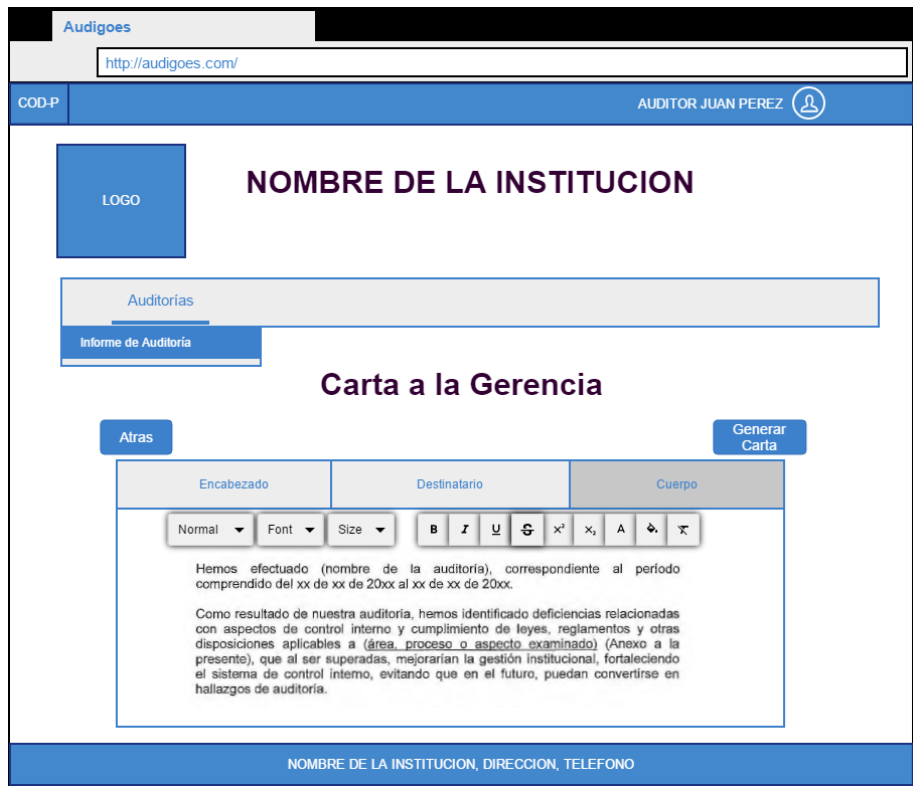 Audigoes
http://audigoes.com/
COD-P
AUDITOR JUAN PEREZ
LOGO
NOMBRE DE LA INSTITUCION
Auditorías
Informe de Auditoría
Carta a la Gerencia
Atras
Generar
Carta
Encabezado
Destinatario
Cuerpo
Normal
Font
Size
B I U S x² x₂ A
Hemos efectuado (nombre de la auditoría), correspondiente al período
comprendido del xx de xx de 20xx al xx de xx de 20xx.
Como resultado de nuestra auditoría, hemos identificado deficiencias relacionadas
con aspectos de control interno y cumplimiento de leyes, reglamentos y otras
disposiciones aplicables a (área, proceso o aspecto examinado) (Anexo a la
presente), que al ser superadas, mejorarían la gestión institucional, fortaleciendo
el sistema de control interno, evitando que en el futuro, puedan convertirse en
hallazgos de auditoría.
NOMBRE DE LA INSTITUCION, DIRECCION, TELEFONO